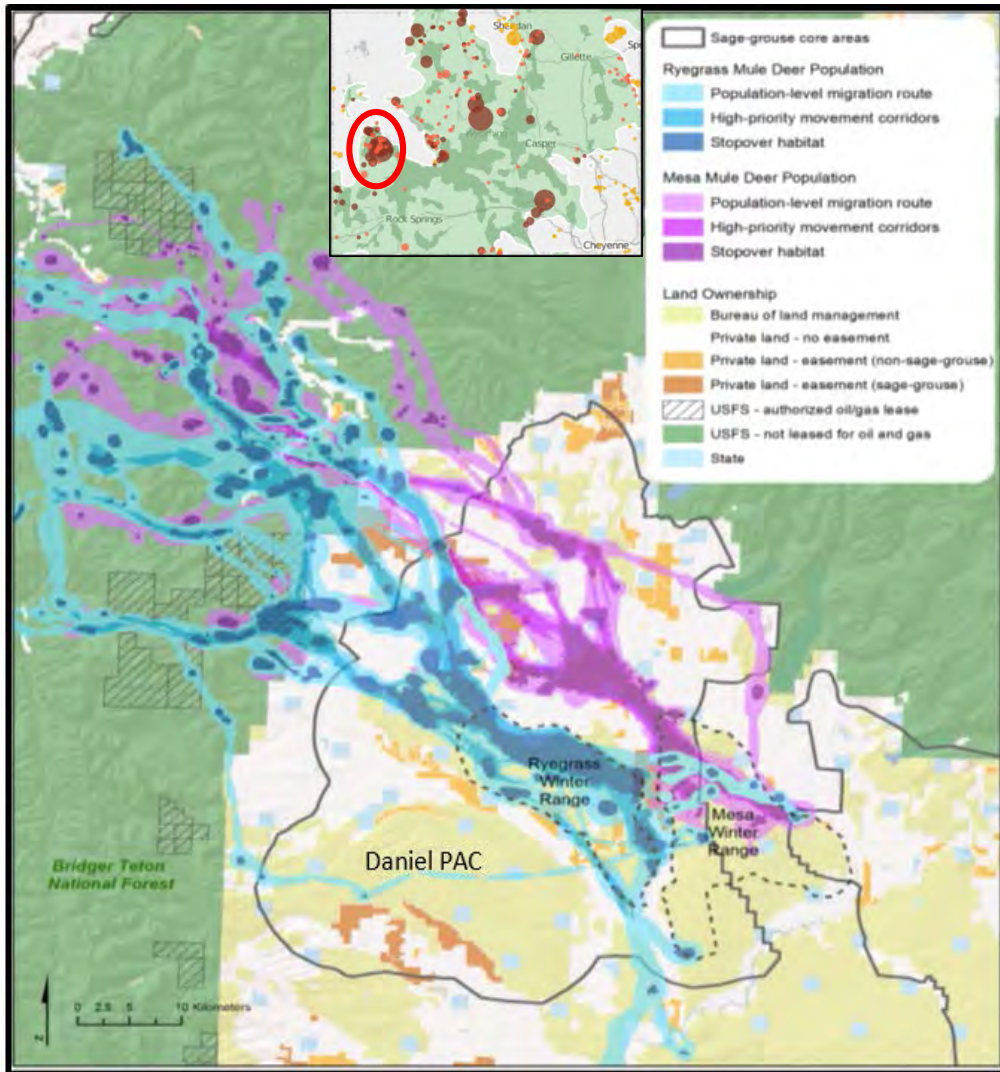 Sheridan
Gillette
Casper
Rock Springs
Cheyenne
Sage-grouse core areas
Ryegrass Mule Deer Population
Population-level migration route
High-priority movement corridors
Stopover habitat
Mesa Mule Deer Population
Population-level migration route
High-priority movement corridors
Stopover habitat
Land Ownership
Bureau of land management
Private land - no easement
Private land - easement (non-sage-grouse)
Private land - easement (sage-grouse)
USFS - authorized oil/gas lease
USFS - not leased for oil and gas
State
Ryegrass
Winter
Range
Mesa
Winter
Range
Daniel PAC
Bridger Teton
National Forest
0 2.5 5 10 Kilometers
N